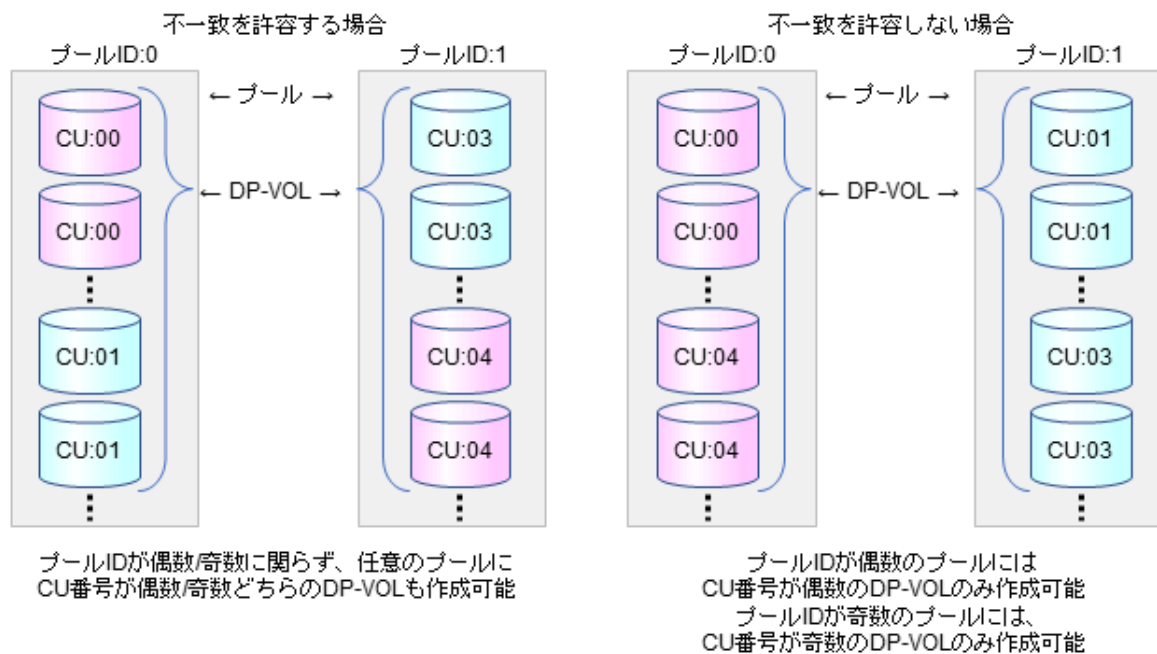 不一致を許容する場合
プールID:0
プールID:1
← プール →
← DP-VOL →
CU:00
CU:00
CU:01
CU:01
CU:03
CU:03
CU:04
CU:04
プールIDが偶数/奇数に関らず、任意のプールに
CU番号が偶数/奇数どちらのDP-VOLも作成可能
不一致を許容しない場合
プールID:0
プールID:1
← プール →
← DP-VOL →
CU:00
CU:00
CU:04
CU:04
CU:01
CU:01
CU:03
CU:03
プールIDが偶数のプールには
CU番号が偶数のDP-VOLのみ作成可能
プールIDが奇数のプールには、
CU番号が奇数のDP-VOLのみ作成可能